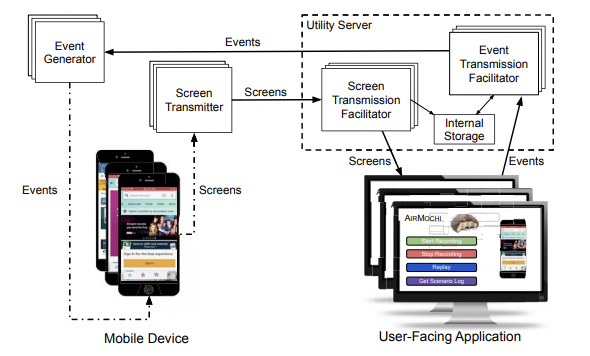 Utility Server
Event
Generator
Events
Event
Transmission
Facilitator
Screen
Transmitter
Screens
Screen
Transmission
Facilitator
Internal
Storage
Events
Screens
Screens
Events
AIRMOCHI
Start Recording
Stop Recording
Replay
Get Scenario Log
Sign in for the best experience
Mobile Device
User-Facing Application